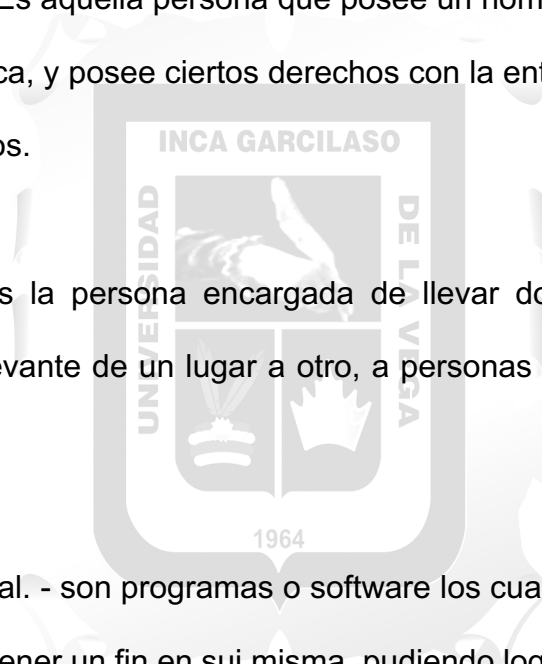 Es aquella persona que posee un nom
ca, y posee ciertos derechos con la ent
os.
INCA GARCILASO
UNIVERSIDAD
DE LA VEGA
s la persona encargada de llevar do
evante de un lugar a otro, a personas
1964
al. - son programas o software los cua
ener un fin en sui misma, pudiendo log